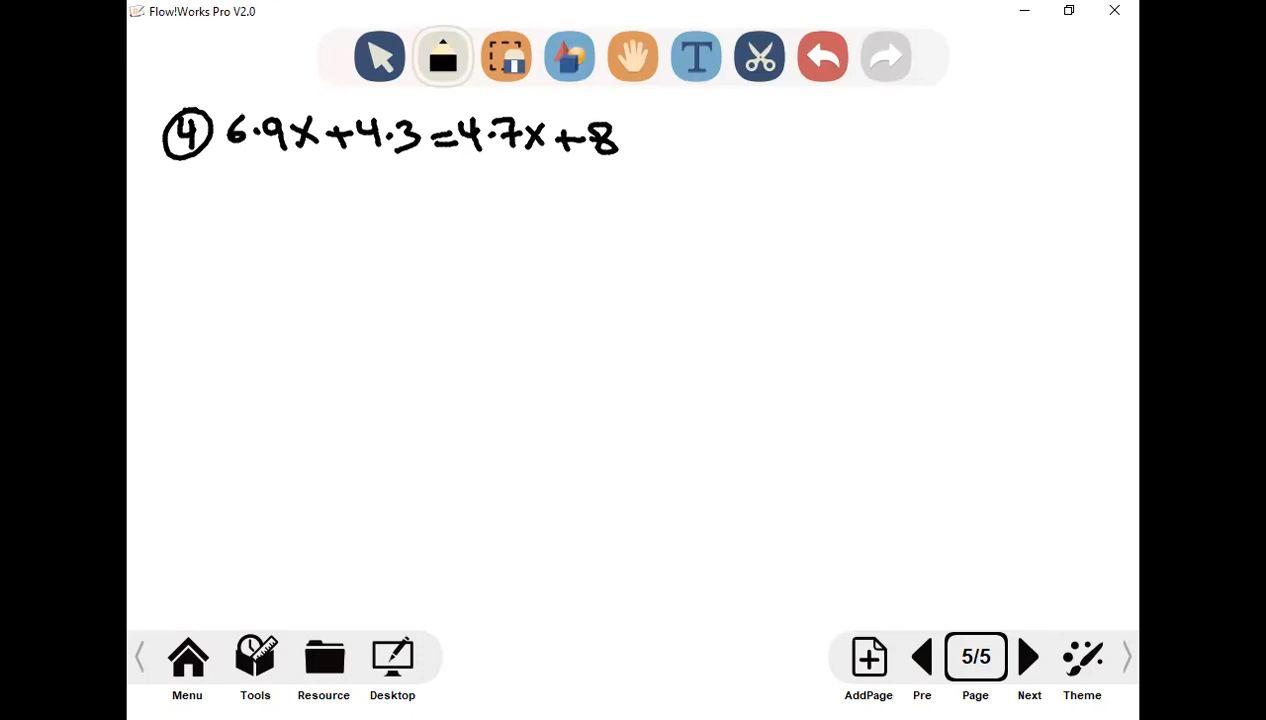 Flow!Works Pro V2.0
T
④ 6.9x + 4.3 = 4.7x + 8
Menu Tools Resource Desktop
5/5
AddPage Pre Page Next Theme